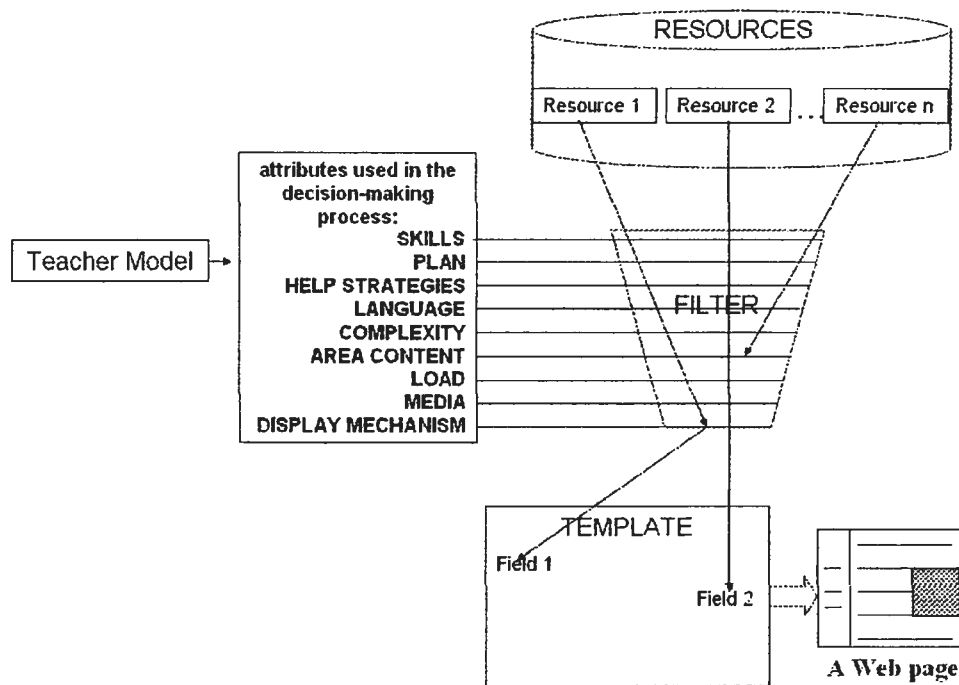 RESOURCES
Resource 1
Resource 2
...
Resource n
attributes used in the
decision-making
process:
SKILLS
PLAN
HELP STRATEGIES
LANGUAGE
COMPLEXITY
AREA CONTENT
LOAD
MEDIA
DISPLAY MECHANISM
Teacher Model
FILTER
TEMPLATE
Field 1
Field 2
A Web page